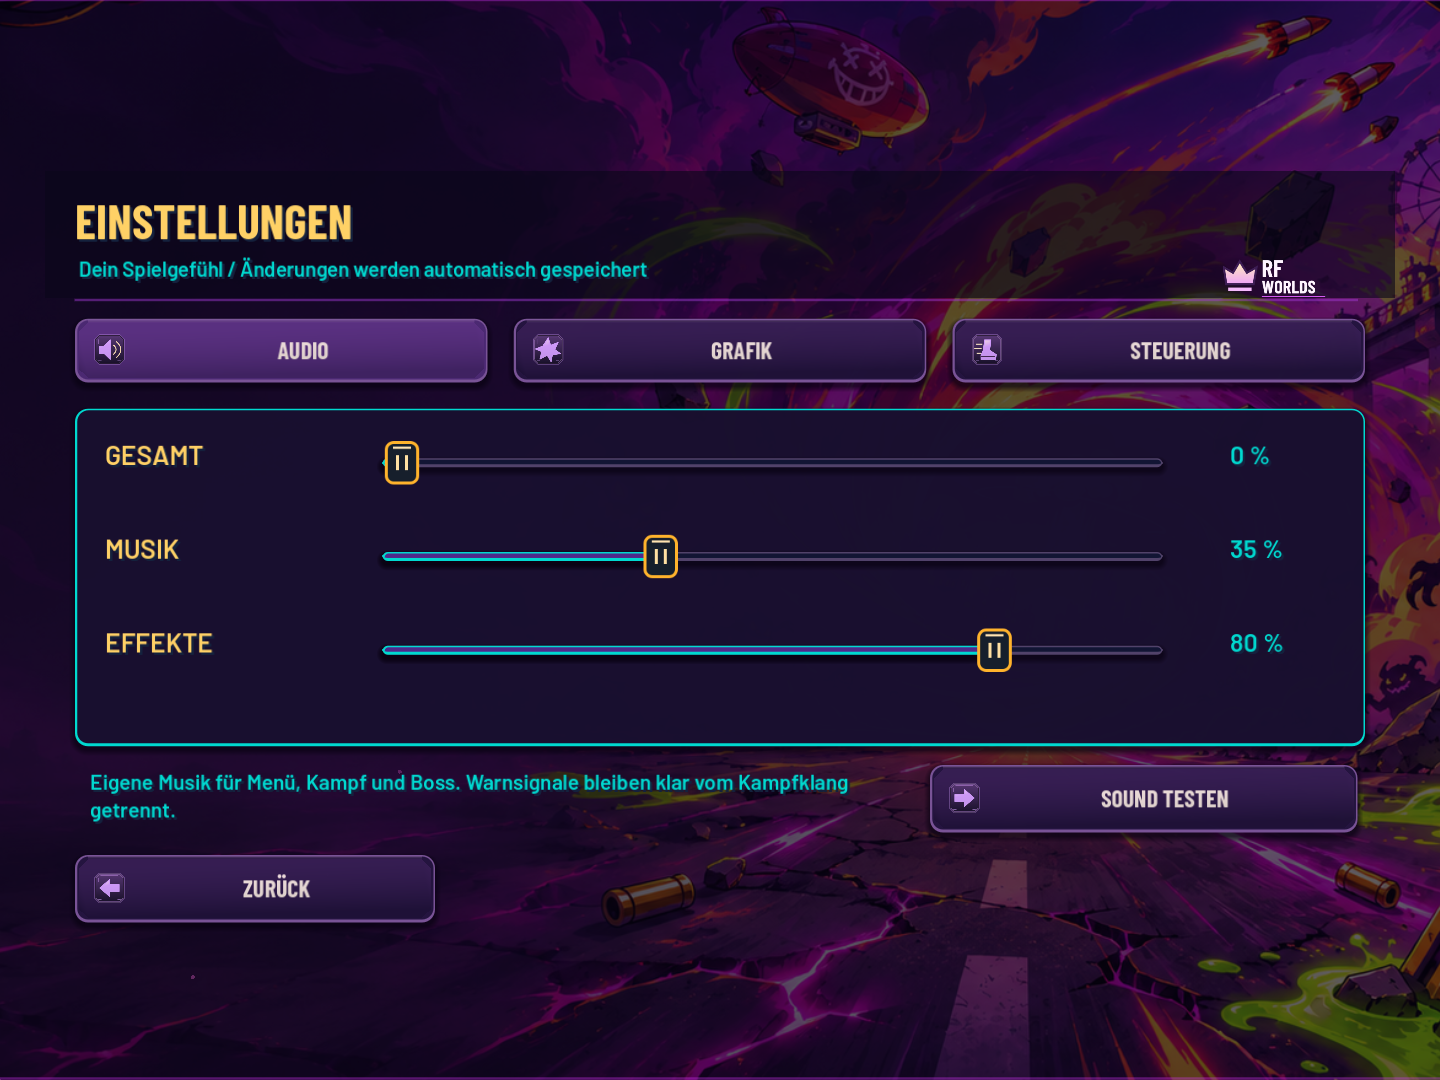 EINSTELLUNGEN
Dein Spielgefühl / Änderungen werden automatisch gespeichert
RF
WORLDS
AUDIO
GRAFIK
STEUERUNG
GESAMT
0 %
MUSIK
35 %
EFFEKTE
80 %
Eigene Musik für Menü, Kampf und Boss. Warnsignale bleiben klar vom Kampfklang
getrennt.
SOUND TESTEN
ZURÜCK